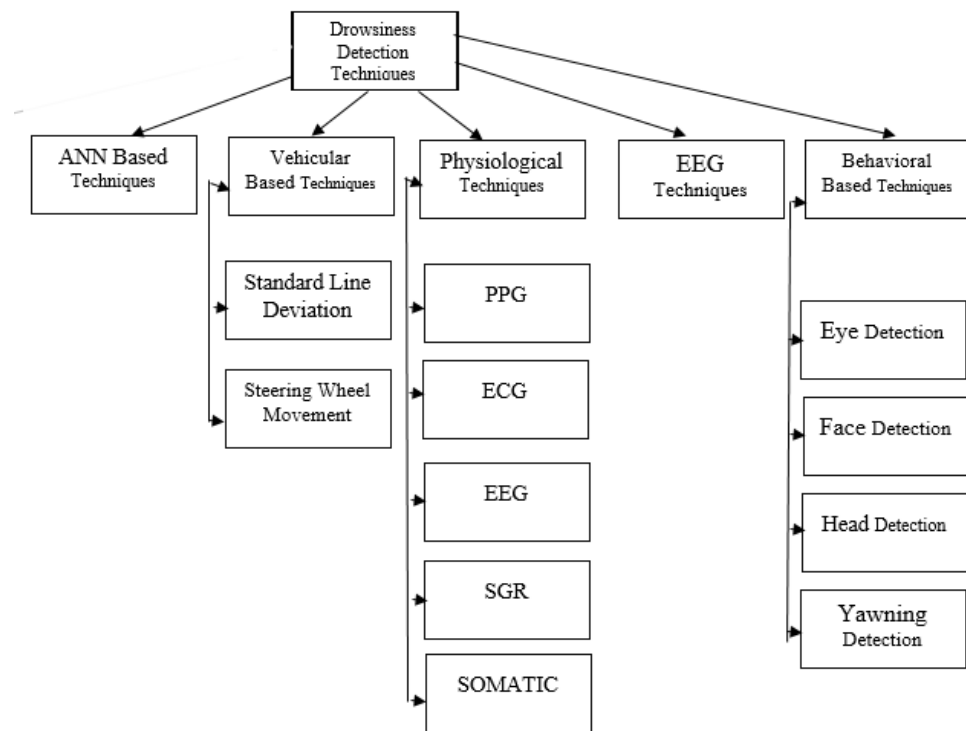 Drowsiness
Detection
Techniques
ANN Based
Techniques
Vehicular
Based Techniques
Physiological
Techniques
EEG
Techniques
Behavioral
Based Techniques
Standard Line
Deviation
Steering Wheel
Movement
PPG
ECG
EEG
SGR
SOMATIC
Eye Detection
Face Detection
Head Detection
Yawning
Detection